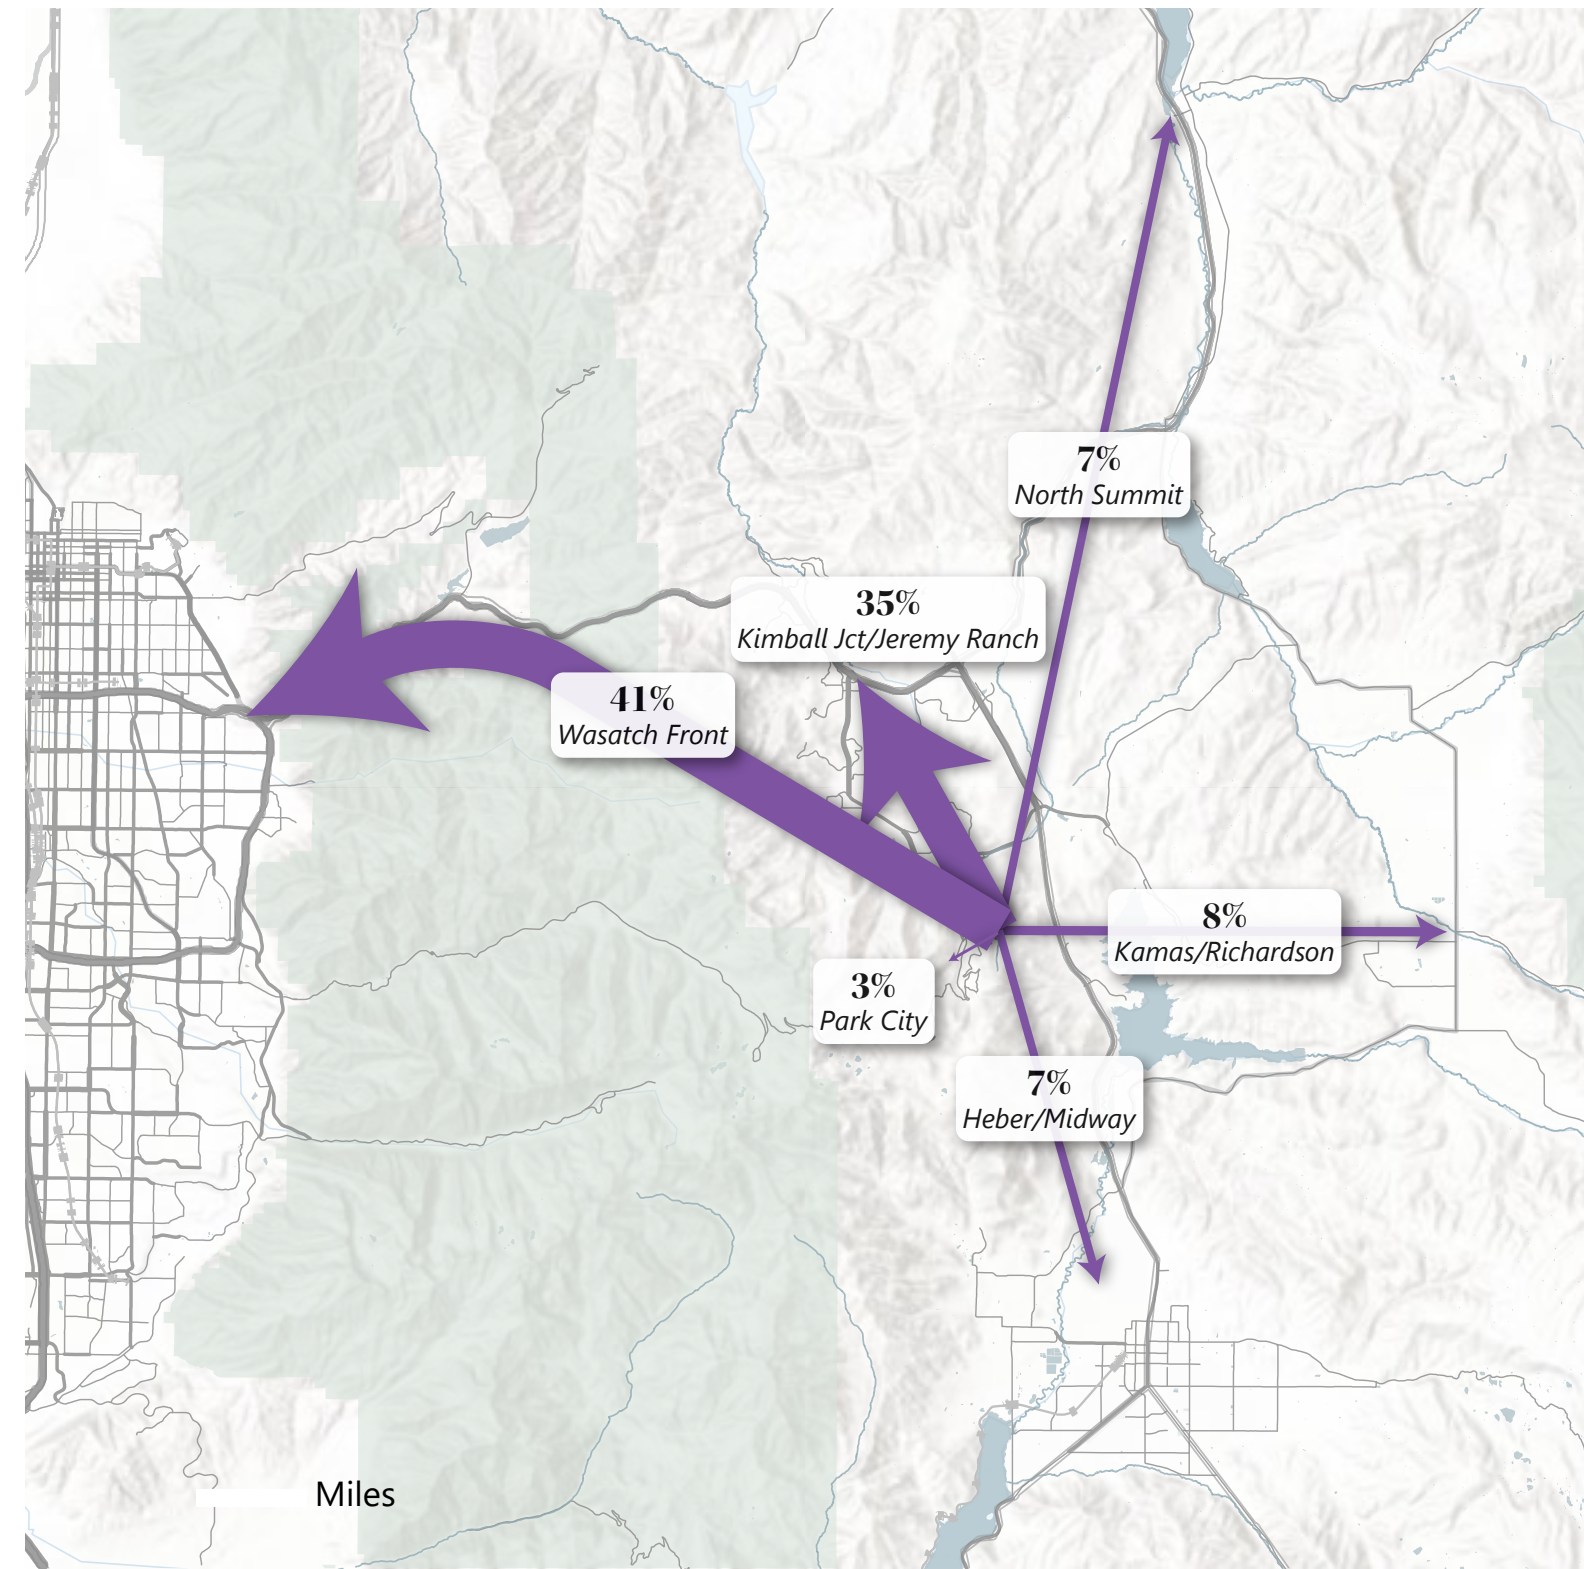 7%
North Summit
35%
Kimball Jct/Jeremy Ranch
41%
Wasatch Front
8%
Kamas/Richardson
3%
Park City
7%
Heber/Midway
Miles